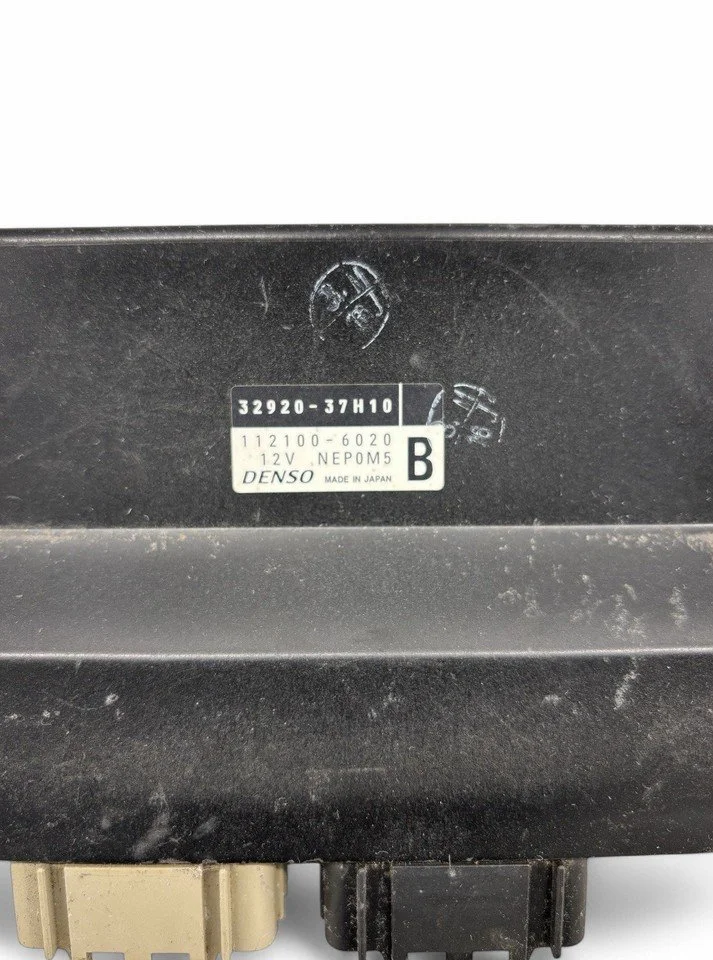 32920-37H10
112100-6020
12V NEP0M5 B
DENSO MADE IN JAPAN